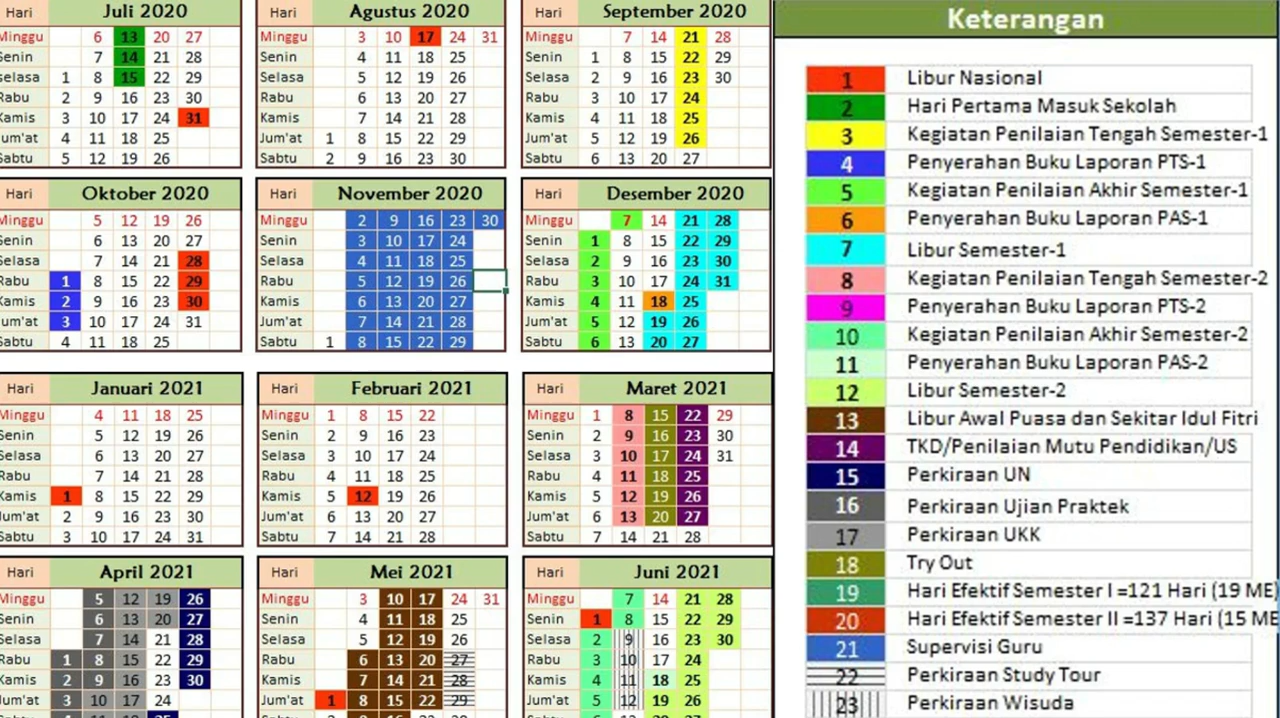 Hari Juli 2020
Minggu 6 13 20 27
Senin 7 14 21 28
Selasa 1 8 15 22 29
Rabu 2 9 16 23 30
Kamis 3 10 17 24 31
Jum'at 4 11 18 25
Sabtu 5 12 19 26
Hari Agustus 2020
Minggu 3 10 17 24 31
Senin 4 11 18 25
Selasa 5 12 19 26
Rabu 6 13 20 27
Kamis 7 14 21 28
Jum'at 1 8 15 22 29
Sabtu 2 9 16 23 30
Hari September 2020
Minggu 7 14 21 28
Senin 1 8 15 22 29
Selasa 2 9 16 23 30
Rabu 3 10 17 24
Kamis 4 11 18 25
Jum'at 5 12 19 26
Sabtu 6 13 20 27
Hari Oktober 2020
Minggu 5 12 19 26
Senin 6 13 20 27
Selasa 7 14 21 28
Rabu 1 8 15 22 29
Kamis 2 9 16 23 30
Jum'at 3 10 17 24 31
Sabtu 4 11 18 25
Hari November 2020
Minggu 2 9 16 23 30
Senin 3 10 17 24
Selasa 4 11 18 25
Rabu 5 12 19 26
Kamis 6 13 20 27
Jum'at 7 14 21 28
Sabtu 1 8 15 22 29
Hari Desember 2020
Minggu 7 14 21 28
Senin 1 8 15 22 29
Selasa 2 9 16 23 30
Rabu 3 10 17 24 31
Kamis 4 11 18 25
Jum'at 5 12 19 26
Sabtu 6 13 20 27
Hari Januari 2021
Minggu 4 11 18 25
Senin 5 12 19 26
Selasa 6 13 20 27
Rabu 7 14 21 28
Kamis 1 8 15 22 29
Jum'at 2 9 16 23 30
Sabtu 3 10 17 24 31
Hari Februari 2021
Minggu 1 8 15 22
Senin 2 9 16 23
Selasa 3 10 17 24
Rabu 4 11 18 25
Kamis 5 12 19 26
Jum'at 6 13 20 27
Sabtu 7 14 21 28
Hari Maret 2021
Minggu 1 8 15 22 29
Senin 2 9 16 23 30
Selasa 3 10 17 24 31
Rabu 4 11 18 25
Kamis 5 12 19 26
Jum'at 6 13 20 27
Sabtu 7 14 21 28
Hari April 2021
Minggu 5 12 19 26
Senin 6 13 20 27
Selasa 7 14 21 28
Rabu 1 8 15 22 29
Kamis 2 9 16 23 30
Jum'at 3 10 17 24
Hari Mei 2021
Minggu 3 10 17 24 31
Senin 4 11 18 25
Selasa 5 12 19 26
Rabu 6 13 20 27
Kamis 7 14 21 28
Jum'at 1 8 15 22 29
Hari Juni 2021
Minggu 7 14 21 28
Senin 1 8 15 22 29
Selasa 2 9 16 23 30
Rabu 3 10 17 24
Kamis 4 11 18 25
Jum'at 5 12 19 26
Keterangan
1 Libur Nasional
2 Hari Pertama Masuk Sekolah
3 Kegiatan Penilaian Tengah Semester-1
4 Penyerahan Buku Laporan PTS-1
5 Kegiatan Penilaian Akhir Semester-1
6 Penyerahan Buku Laporan PAS-1
7 Libur Semester-1
8 Kegiatan Penilaian Tengah Semester-2
9 Penyerahan Buku Laporan PTS-2
10 Kegiatan Penilaian Akhir Semester-2
11 Penyerahan Buku Laporan PAS-2
12 Libur Semester-2
13 Libur Awal Puasa dan Sekitar Idul Fitri
14 TKD/Penilaian Mutu Pendidikan/US
15 Perkiraan UN
16 Perkiraan Ujian Praktek
17 Perkiraan UKK
18 Try Out
19 Hari Efektif Semester I =121 Hari (19 ME
20 Hari Efektif Semester II =137 Hari (15 ME
21 Supervisi Guru
22 Perkiraan Study Tour
23 Perkiraan Wisuda